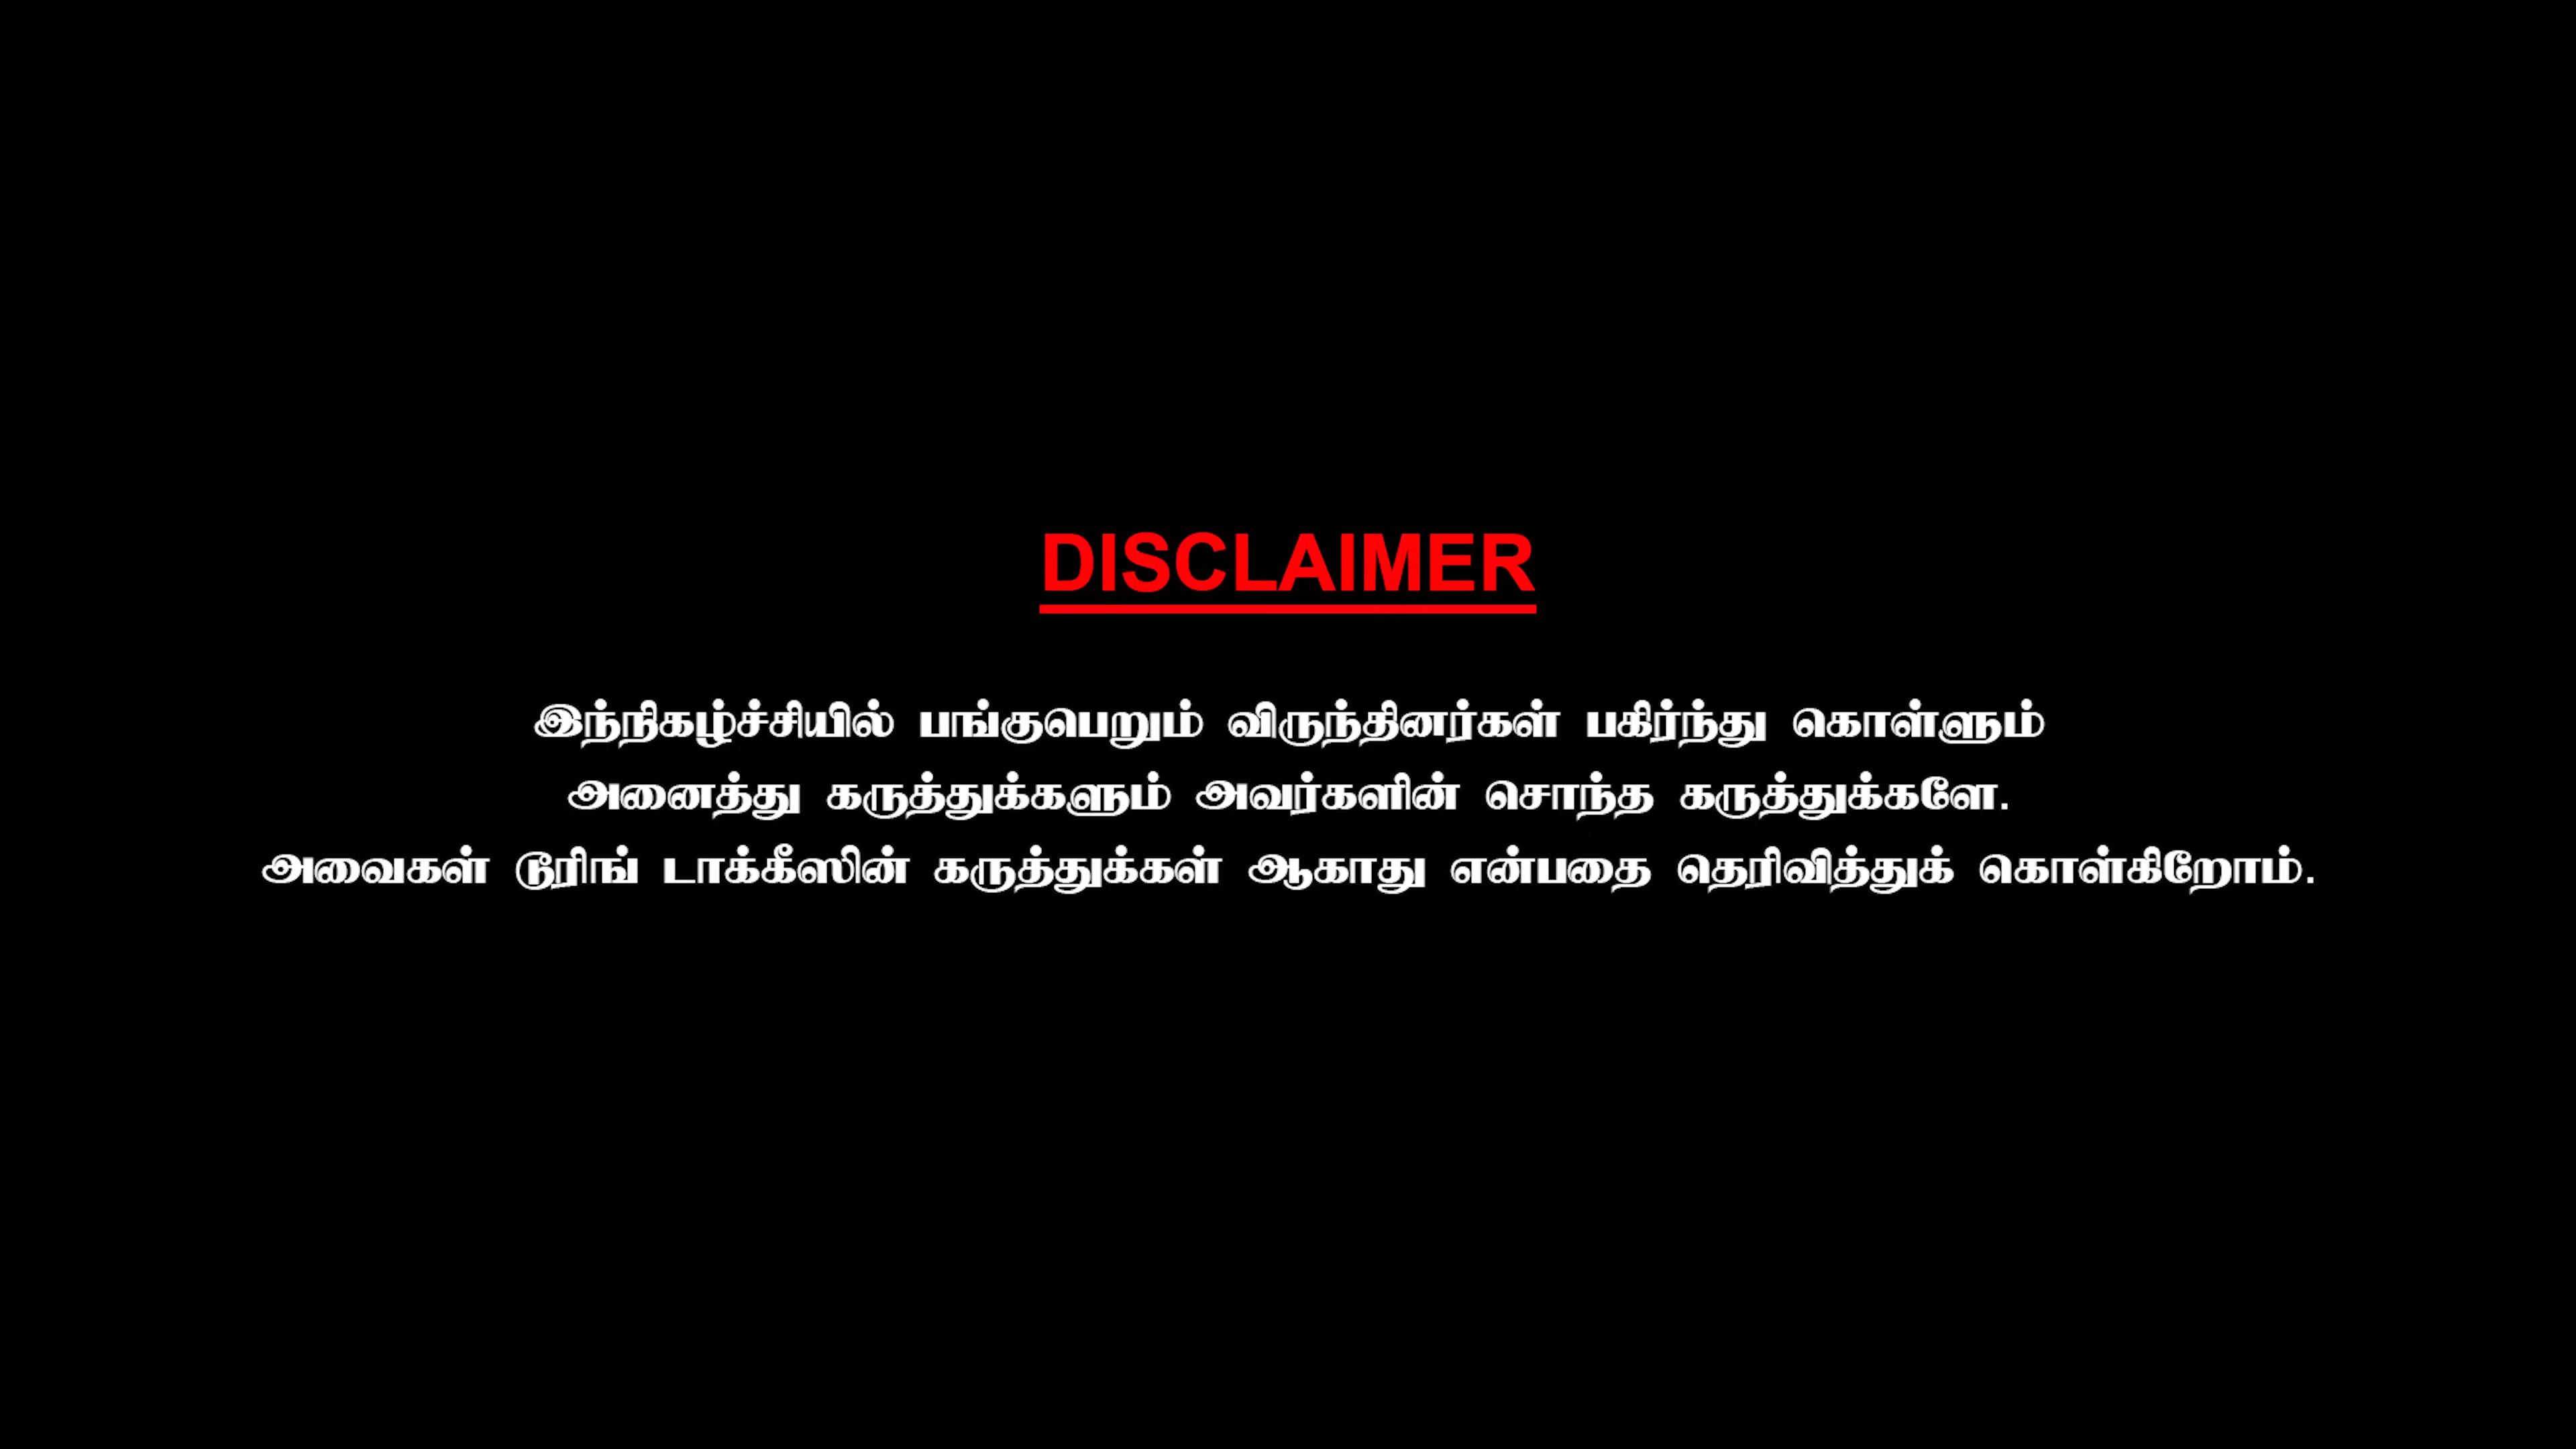 DISCLAIMER
இந்நிகழ்ச்சியில் பங்குபெறும் விருந்தினர்கள் பகிர்ந்து கொள்ளும்
அனைத்து கருத்துக்களும் அவர்களின் சொந்த கருத்துக்களே.
அவைகள் டூரிங் டாக்கீஸின் கருத்துக்கள் ஆகாது என்பதை தெரிவித்துக் கொள்கிறோம்.